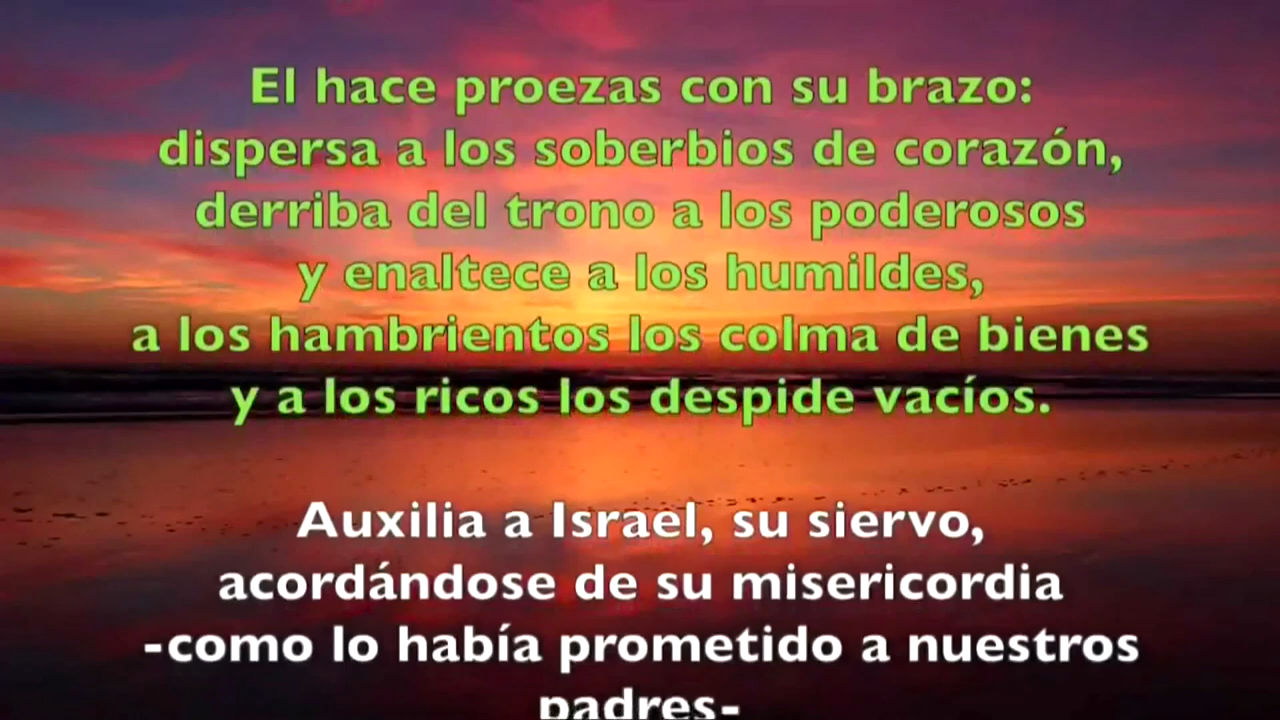 El hace proezas con su brazo:
dispersa a los soberbios de corazón,
derriba del trono a los poderosos
y enaltece a los humildes,
a los hambrientos los colma de bienes
y a los ricos los despide vacíos.
Auxilia a Israel, su siervo,
acordándose de su misericordia
-como lo había prometido a nuestros
padres-